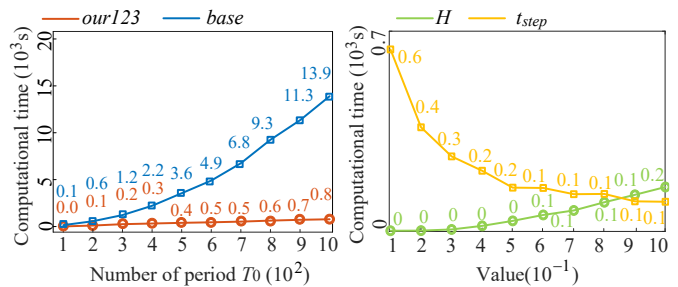 our123 base
Computational time (10³s)
20
15
10
5
0
0.1 0.6 1.2 2.2 3.6 4.9 6.8 9.3 11.3 13.9
0.0 0.1 0.2 0.3 0.4 0.5 0.5 0.6 0.7 0.8
1 2 3 4 5 6 7 8 9 10
Number of period T0 (10²)
H t_step
Computational time (10³s)
0.7
0
0.6 0.4 0.3 0.2 0.2 0.1 0.1 0.1 0.1 0.1
0 0 0 0 0 0.1 0.1 0.1 0.1 0.2
1 2 3 4 5 6 7 8 9 10
Value(10⁻¹)